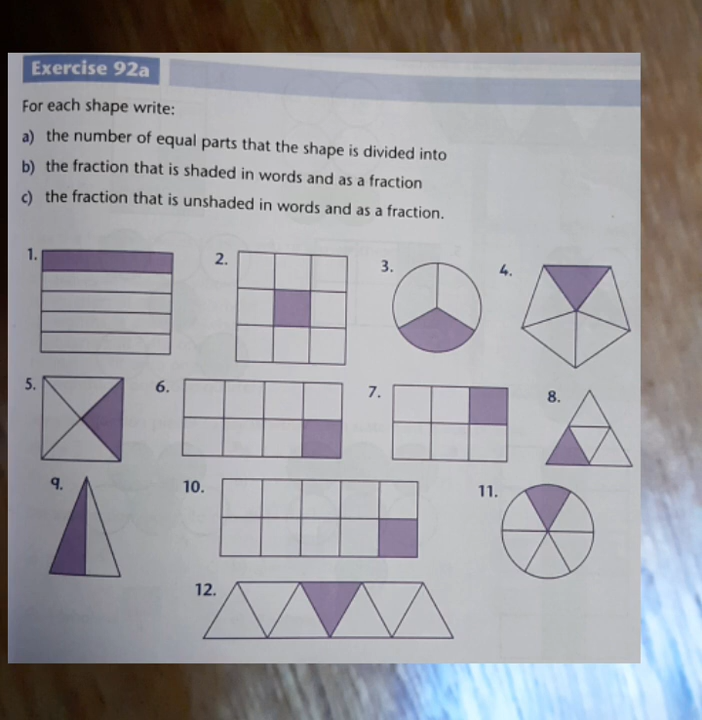 Exercise 92a
For each shape write:
a) the number of equal parts that the shape is divided into
b) the fraction that is shaded in words and as a fraction
c) the fraction that is unshaded in words and as a fraction.
1. 2. 3. 4.
5. 6. 7. 8.
9. 10. 11.
12.